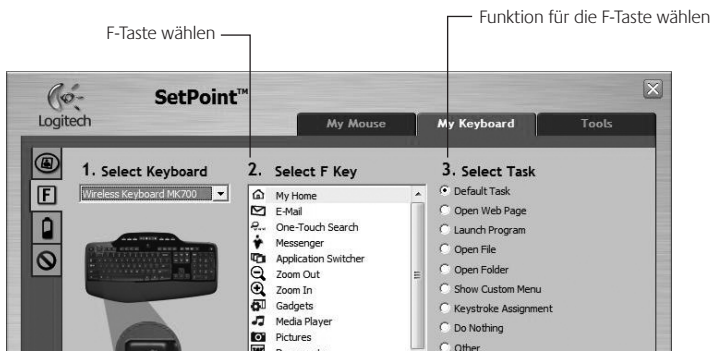 Funktion für die F-Taste wählen
F-Taste wählen
Logitech
SetPoint™
My Mouse
My Keyboard
Tools
1. Select Keyboard
Wireless Keyboard MK700
2. Select F Key
My Home
E-Mail
One-Touch Search
Messenger
Application Switcher
Zoom Out
Zoom In
Gadgets
Media Player
Pictures
3. Select Task
Default Task
Open Web Page
Launch Program
Open File
Open Folder
Show Custom Menu
Keystroke Assignment
Do Nothing
Other